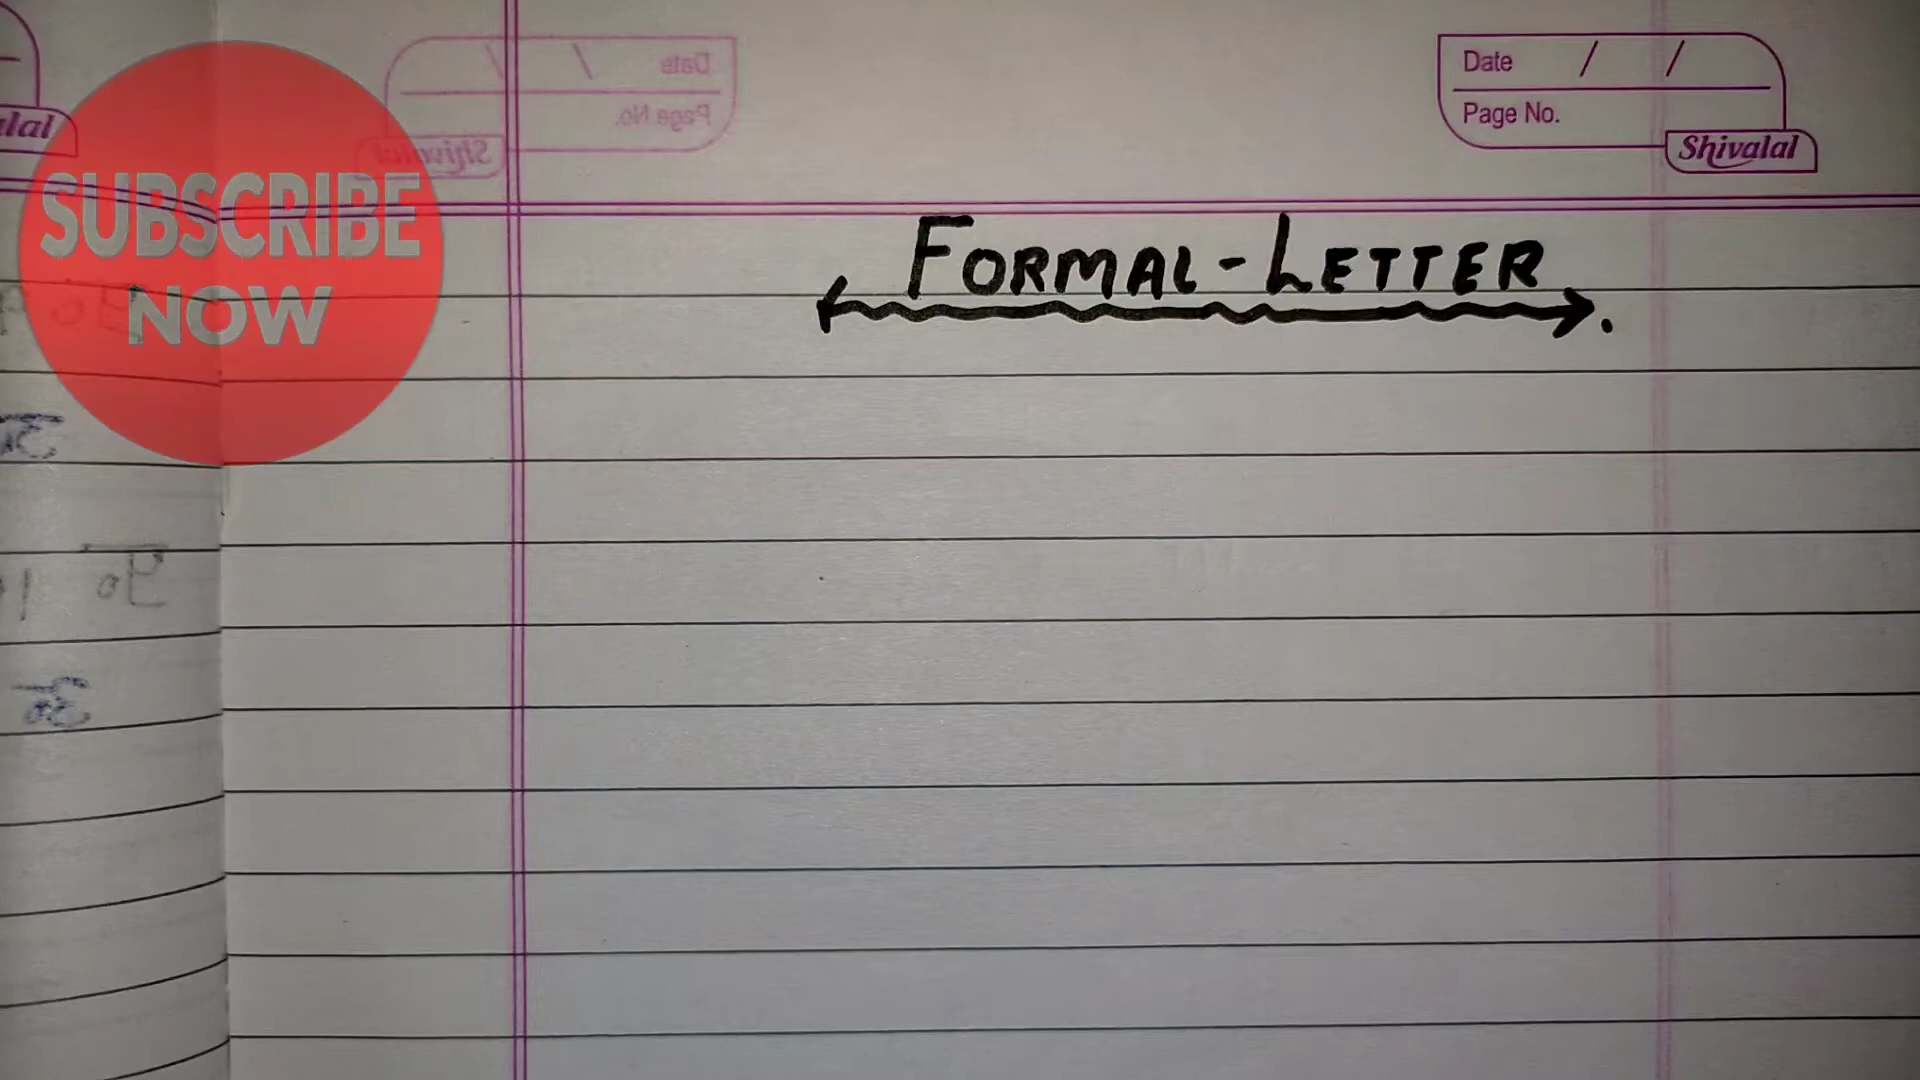 Date / /
Page No.
Shivalal
SUBSCRIBE
NOW
FORMAL-LETTER